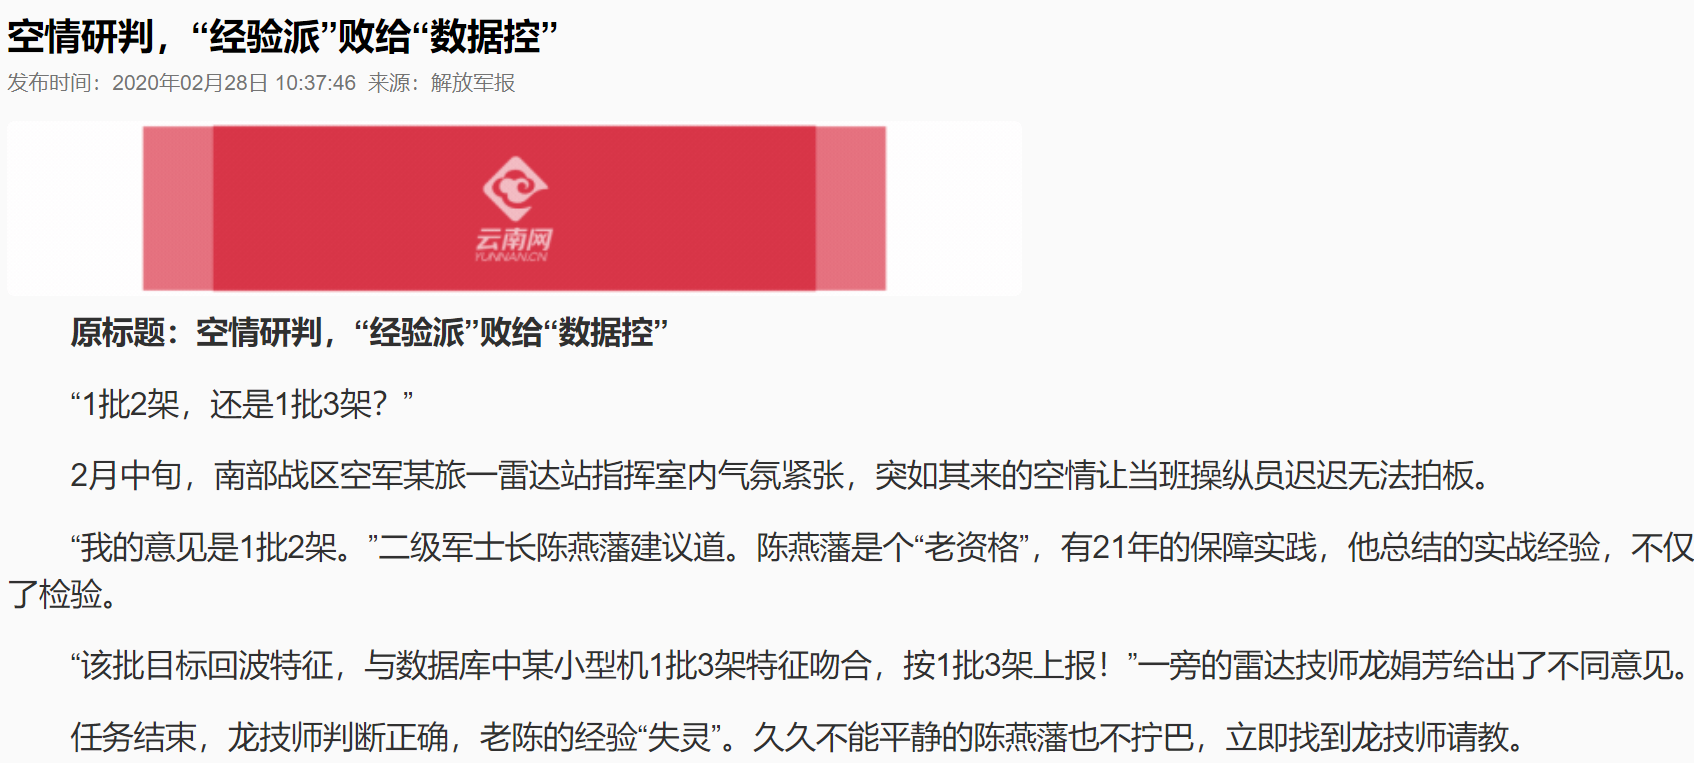 空情研判，“经验派”败给“数据控”
发布时间：2020年02月28日 10:37:46 来源：解放军报
云南网
YUNNAN.CN
原标题：空情研判，“经验派”败给“数据控”
“1批2架，还是1批3架？”
2月中旬，南部战区空军某旅一雷达站指挥室内气氛紧张，突如其来的空情让当班操纵员迟迟无法拍板。
“我的意见是1批2架。”二级军士长陈燕藩建议道。陈燕藩是个“老资格”，有21年的保障实践，他总结的实战经验，不仅
了检验。
“该批目标回波特征，与数据库中某小型机1批3架特征吻合，按1批3架上报！”一旁的雷达技师龙娟芳给出了不同意见。
任务结束，龙技师判断正确，老陈的经验“失灵”。久久不能平静的陈燕藩也不拧巴，立即找到龙技师请教。